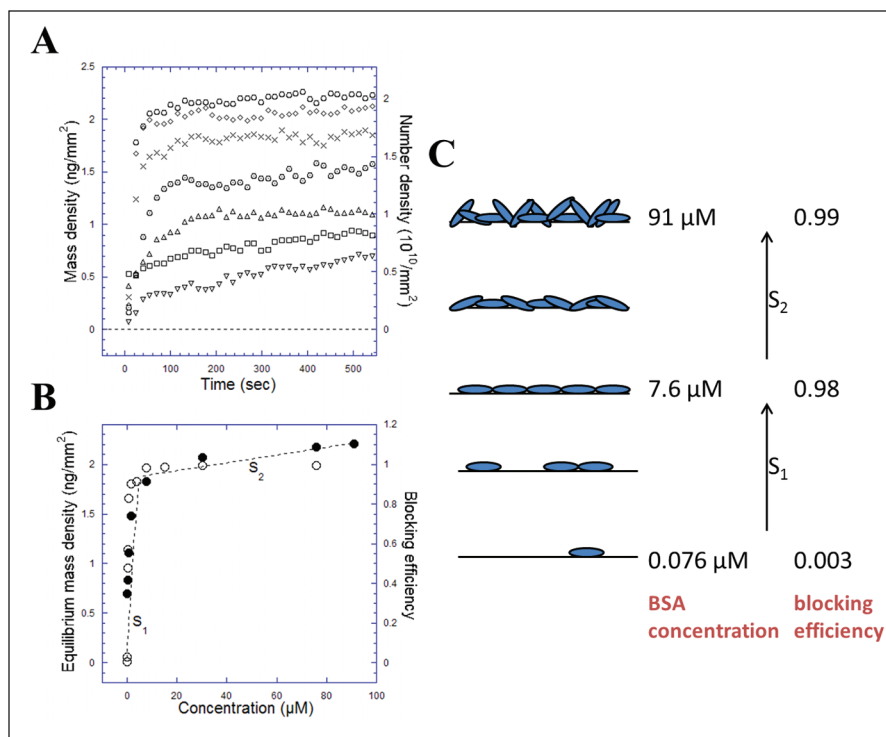 A
Mass density (ng/mm²)
2.5
2
1.5
1
0.5
0
0 100 200 300 400 500
Time (sec)
2
1.5
1
0.5
0
Number density (10¹⁰/mm²)
B
Equilibrium mass density (ng/mm²)
2
1.5
1
0.5
0
S₁
S₂
0 20 40 60 80 100
Concentration (µM)
1.2
1
0.8
0.6
0.4
0.2
0
Blocking efficiency
C
91 µM 0.99
S₂
7.6 µM 0.98
S₁
0.076 µM 0.003
BSA
concentration
blocking
efficiency